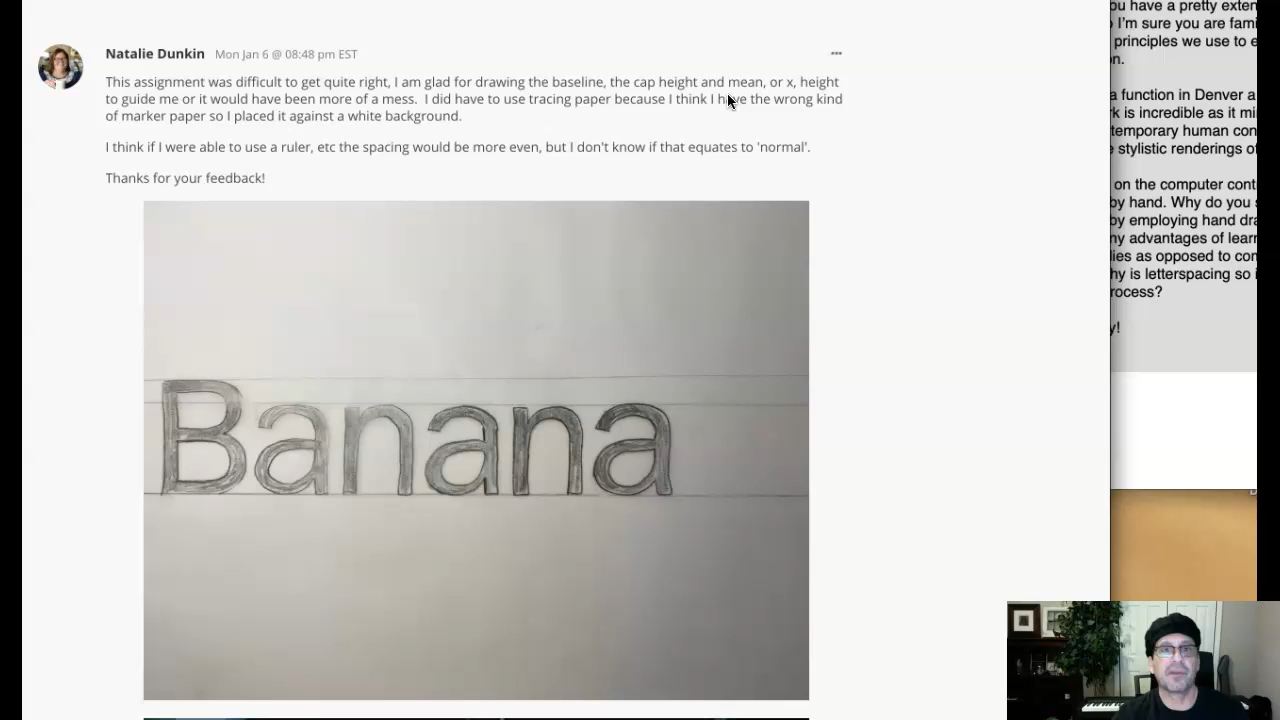 Natalie Dunkin Mon Jan 6 @ 08:48 pm EST
This assignment was difficult to get quite right, I am glad for drawing the baseline, the cap height and mean, or x, height
to guide me or it would have been more of a mess. I did have to use tracing paper because I think I have the wrong kind
of marker paper so I placed it against a white background.
I think if I were able to use a ruler, etc the spacing would be more even, but I don't know if that equates to 'normal'.
Thanks for your feedback!
Banana
you have a pretty exten
I'm sure you are fami
principles we use to e
on.
a function in Denver a
is incredible as it mi
temporary human con
stylistic renderings of
on the computer cont
by hand. Why do you
by employing hand dra
advantages of learn
as opposed to con
why is letterspacing so
process?